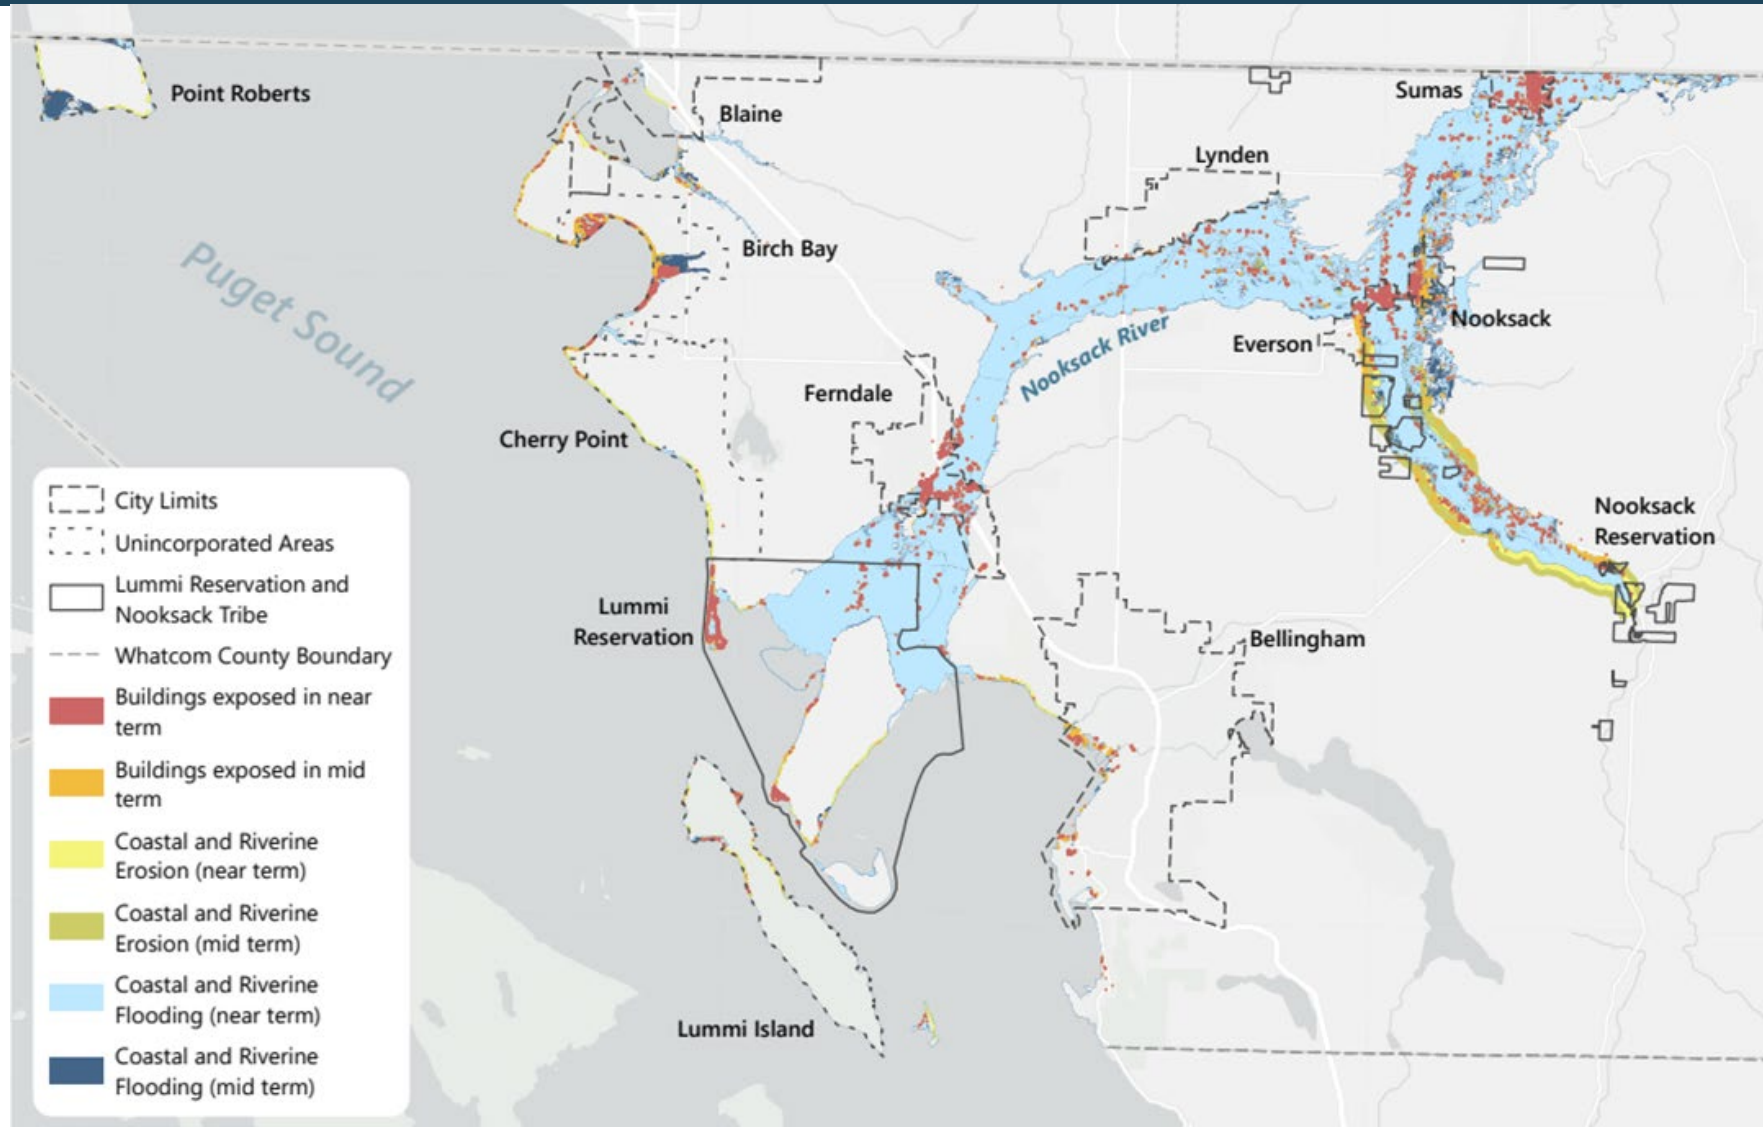 Point Roberts
Blaine
Sumas
Lynden
Birch Bay
Puget Sound
Nooksack
Everson
Nooksack River
Ferndale
Cherry Point
Nooksack
Reservation
Lummi
Reservation
Bellingham
Lummi Island
City Limits
Unincorporated Areas
Lummi Reservation and
Nooksack Tribe
Whatcom County Boundary
Buildings exposed in near
term
Buildings exposed in mid
term
Coastal and Riverine
Erosion (near term)
Coastal and Riverine
Erosion (mid term)
Coastal and Riverine
Flooding (near term)
Coastal and Riverine
Flooding (mid term)